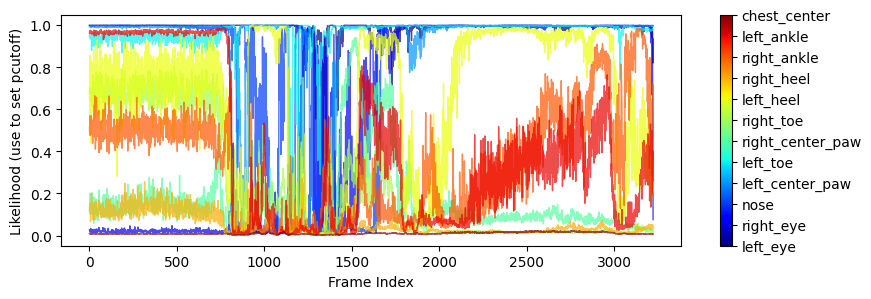 1.0
0.8
0.6
0.4
0.2
0.0
Likelihood (use to set pcutoff)
0
500
1000
1500
2000
2500
3000
Frame Index
chest_center
left_ankle
right_ankle
right_heel
left_heel
right_toe
right_center_paw
left_toe
left_center_paw
nose
right_eye
left_eye